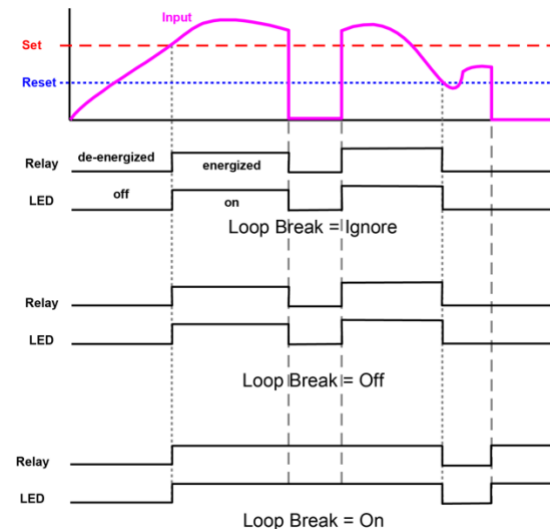 Input
Set
Reset
Relay de-energized energized
LED off on
Loop Break = Ignore
Relay
LED
Loop Break = Off
Relay
LED
Loop Break = On